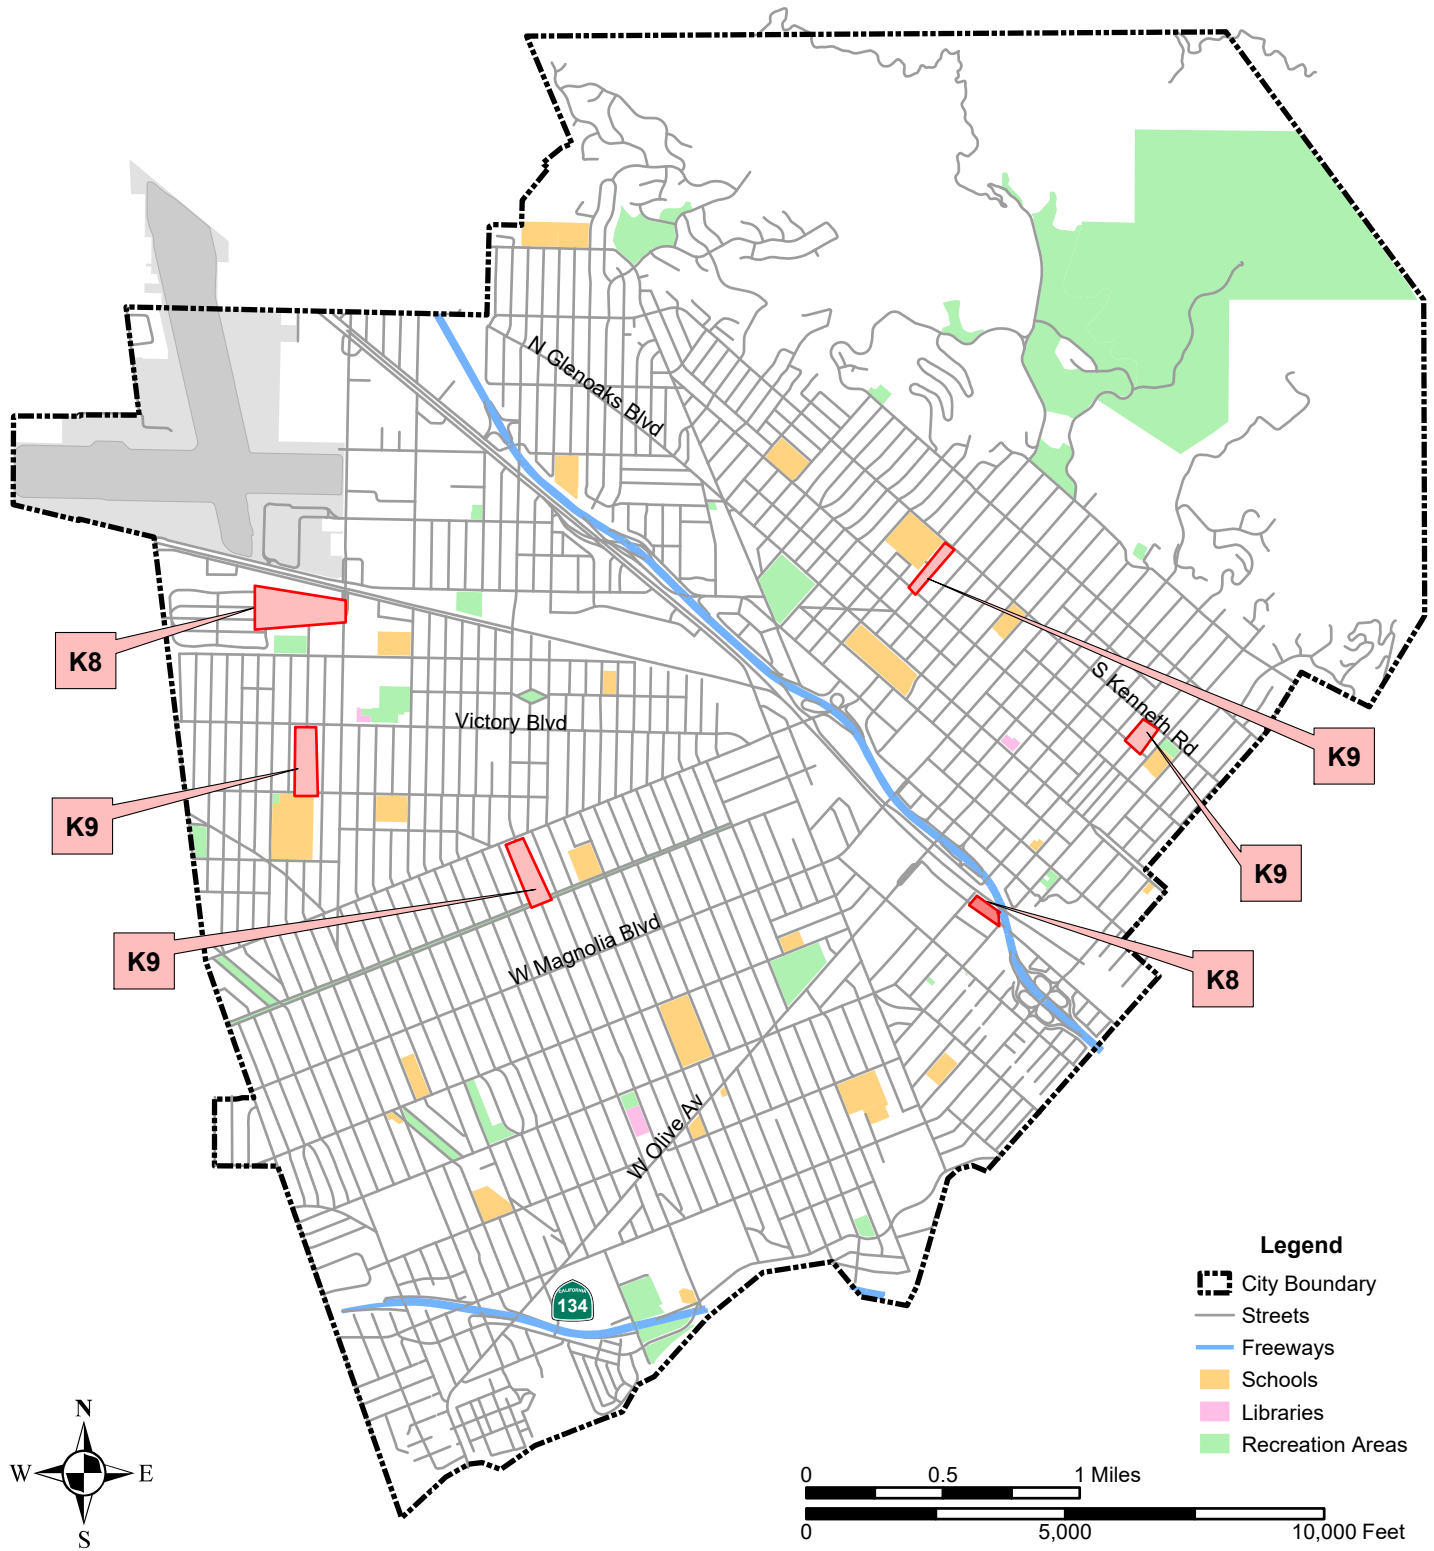 N Glenoaks Blvd
K8
S Kenneth Rd
Victory Blvd
K9
K9
K9
W Magnolia Blvd
K9
K8
W Olive Av
CALIFORNIA
134
Legend
City Boundary
Streets
Freeways
Schools
Libraries
Recreation Areas
N
W E
S
0 0.5 1 Miles
0 5,000 10,000 Feet